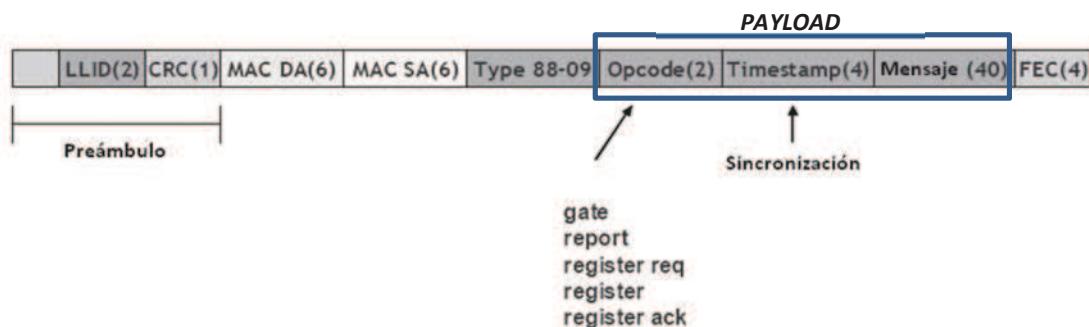 PAYLOAD
LLID(2) CRC(1) MAC DA(6) MAC SA(6) Type 88-09 Opcode(2) Timestamp(4) Mensaje (40) FEC(4)
Preámbulo
Sincronización
gate
report
register req
register
register ack